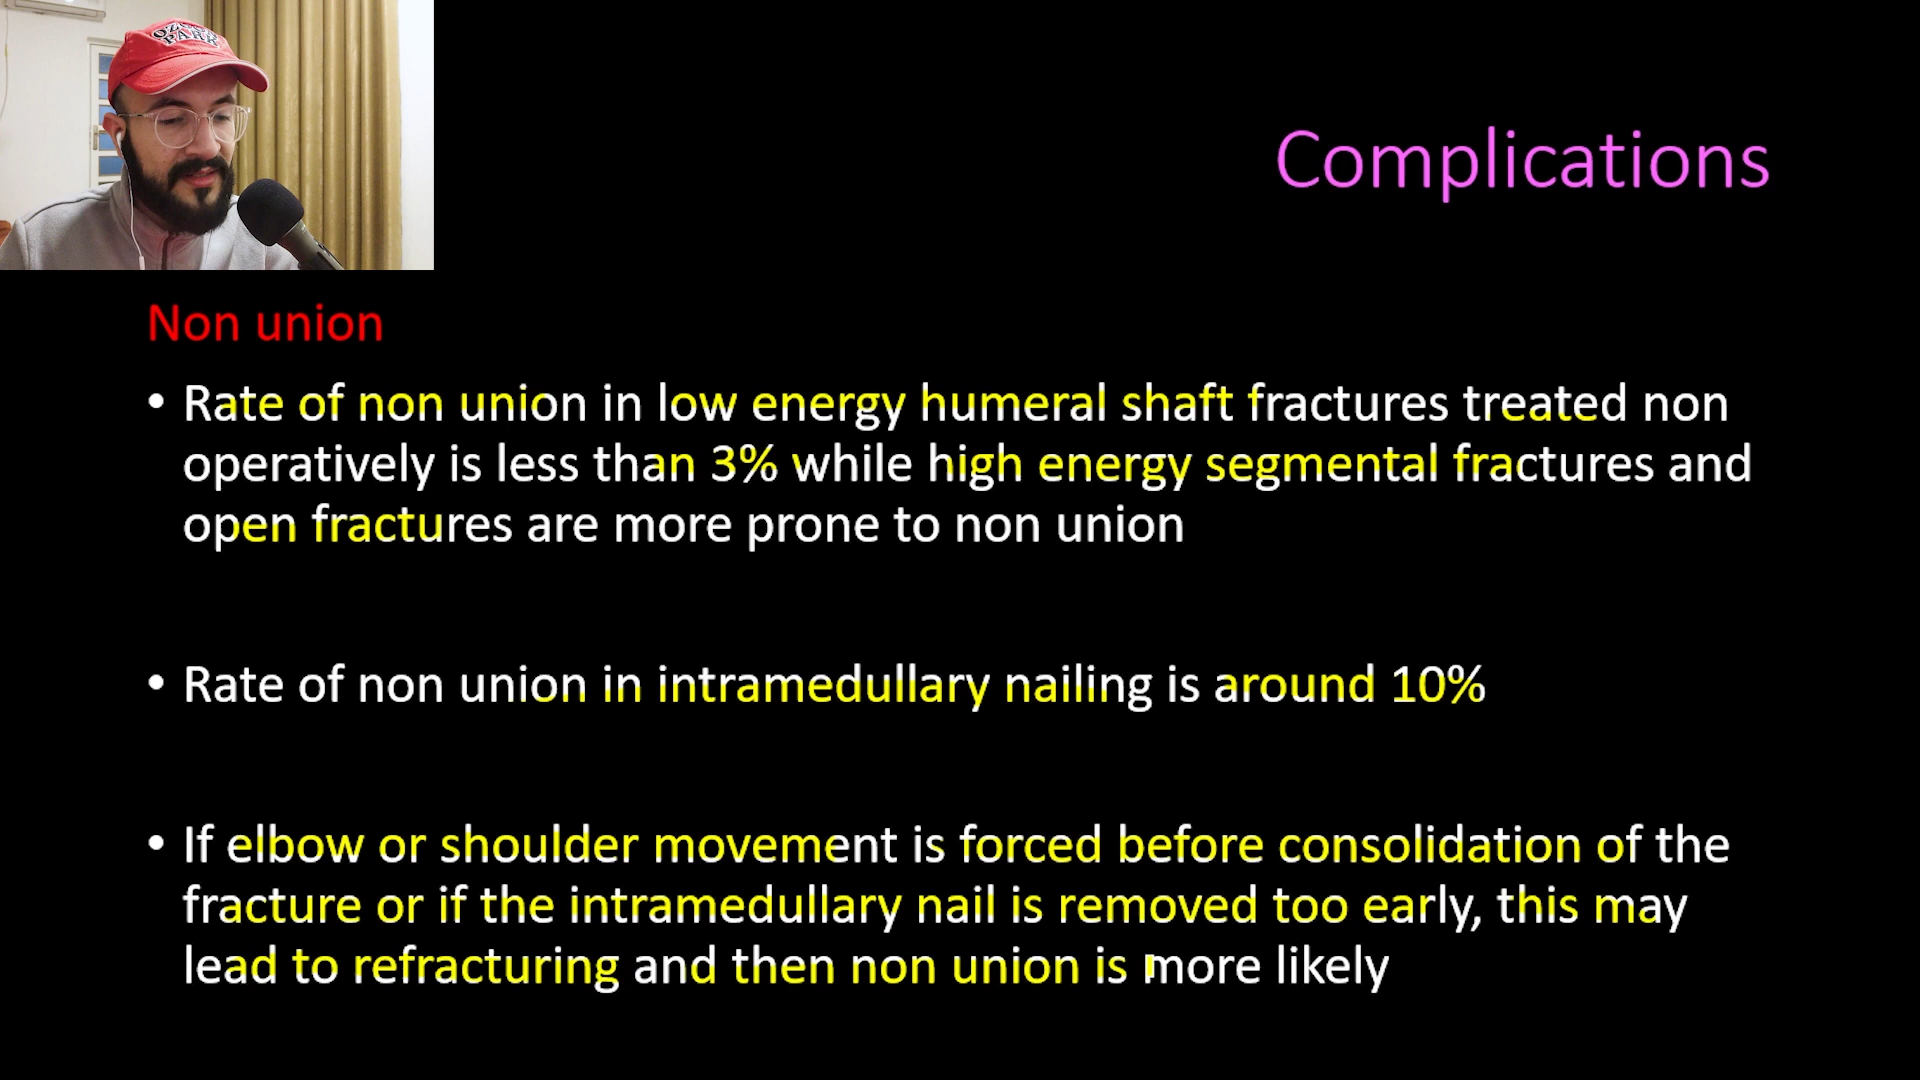 Complications
Non union
• Rate of non union in low energy humeral shaft fractures treated non
operatively is less than 3% while high energy segmental fractures and
open fractures are more prone to non union
• Rate of non union in intramedullary nailing is around 10%
• If elbow or shoulder movement is forced before consolidation of the
fracture or if the intramedullary nail is removed too early, this may
lead to refracturing and then non union is more likely